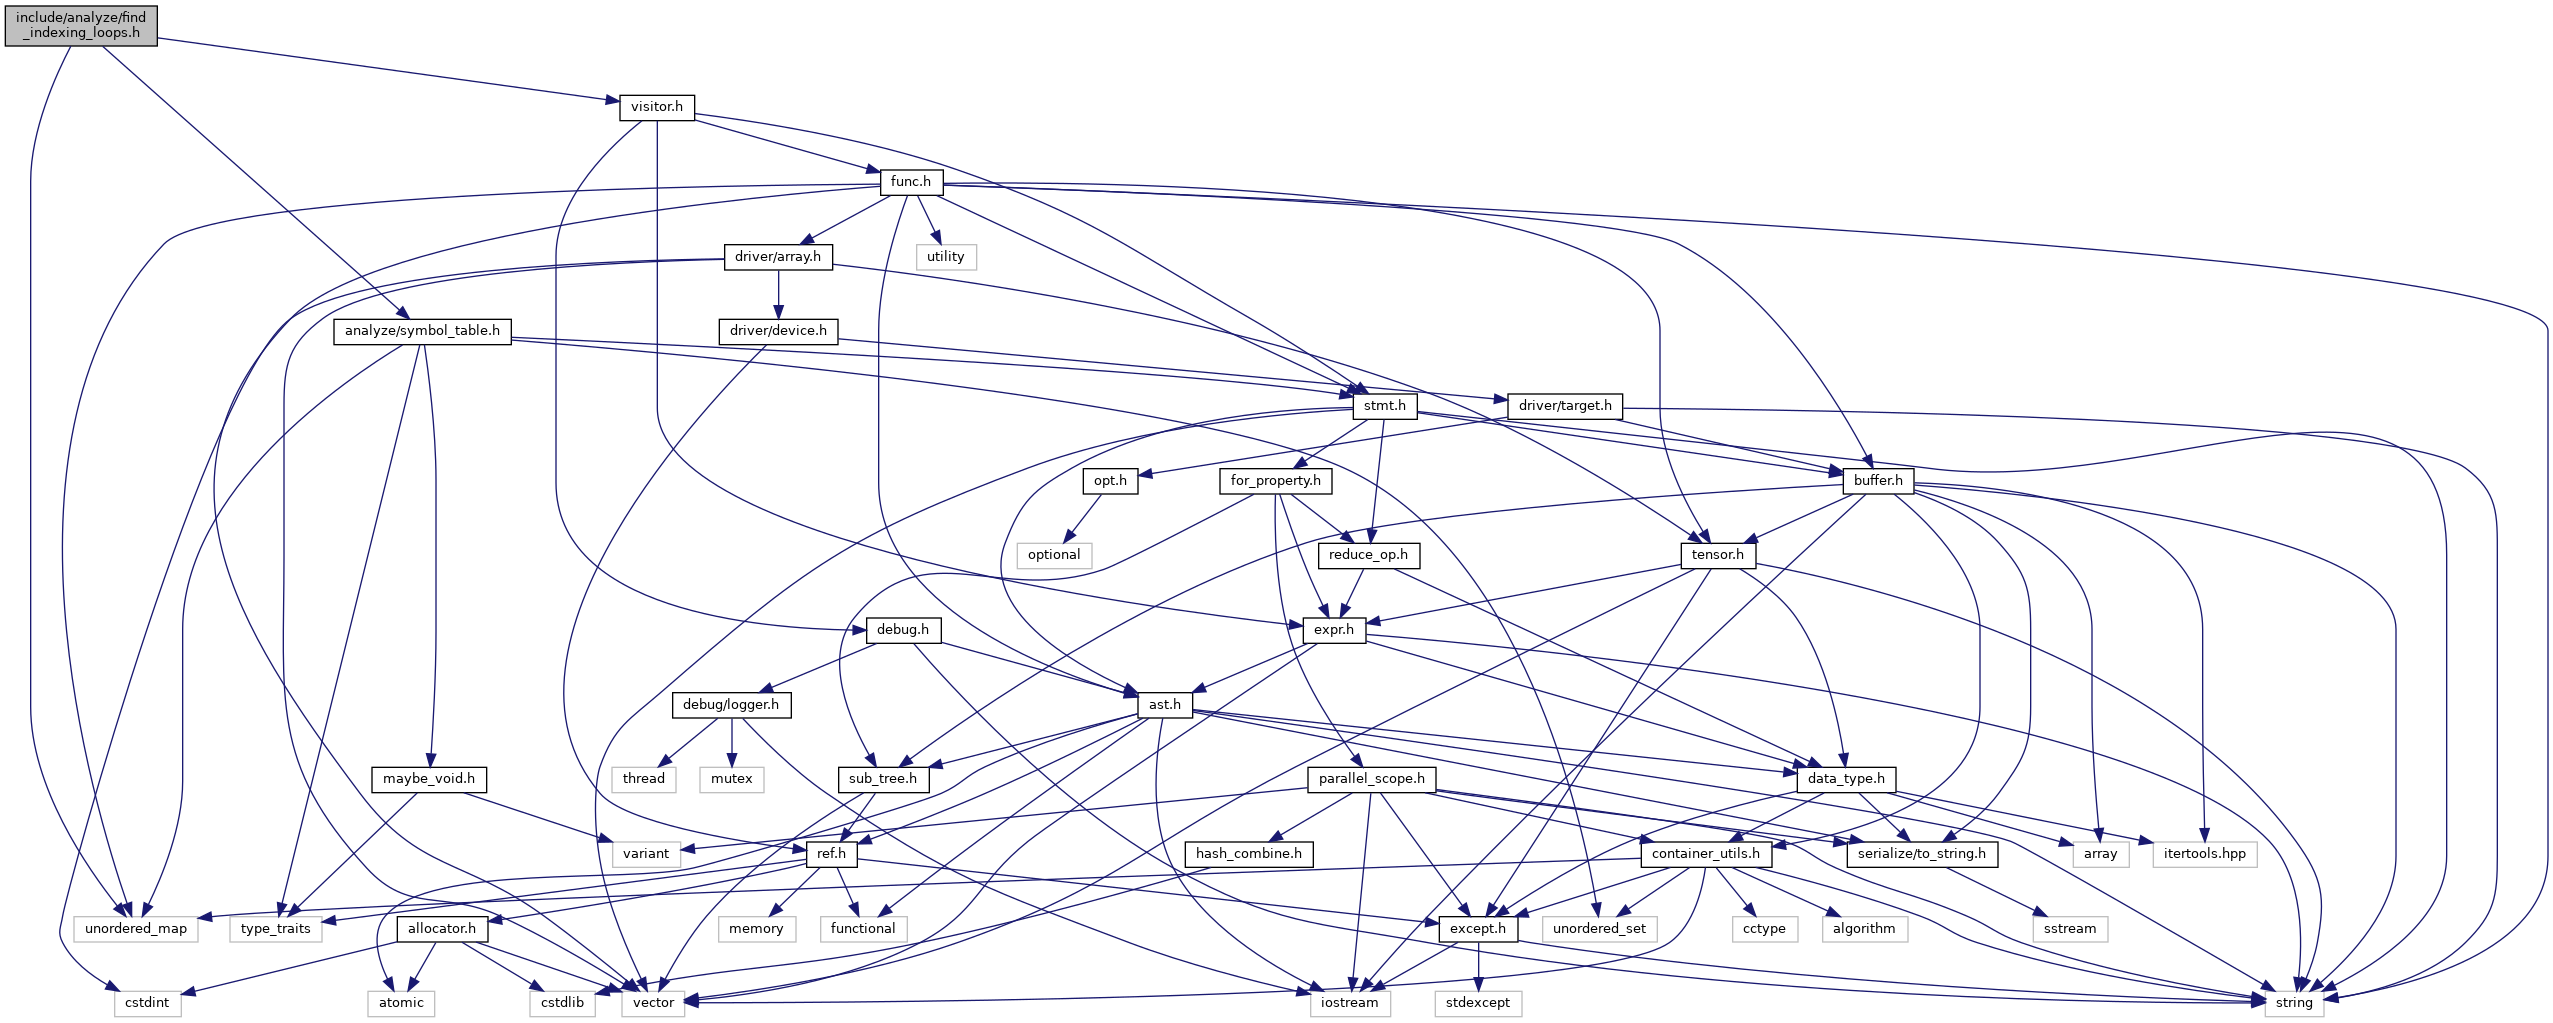 include/analyze/find
_indexing_loops.h
visitor.h
func.h
driver/array.h
utility
analyze/symbol_table.h
driver/device.h
stmt.h
driver/target.h
opt.h
for_property.h
buffer.h
optional
reduce_op.h
tensor.h
debug.h
expr.h
debug/logger.h
ast.h
maybe_void.h
thread
mutex
sub_tree.h
parallel_scope.h
data_type.h
variant
ref.h
hash_combine.h
container_utils.h
serialize/to_string.h
array
itertools.hpp
unordered_map
type_traits
allocator.h
memory
functional
except.h
unordered_set
cctype
algorithm
sstream
cstdint
atomic
cstdlib
vector
iostream
stdexcept
string